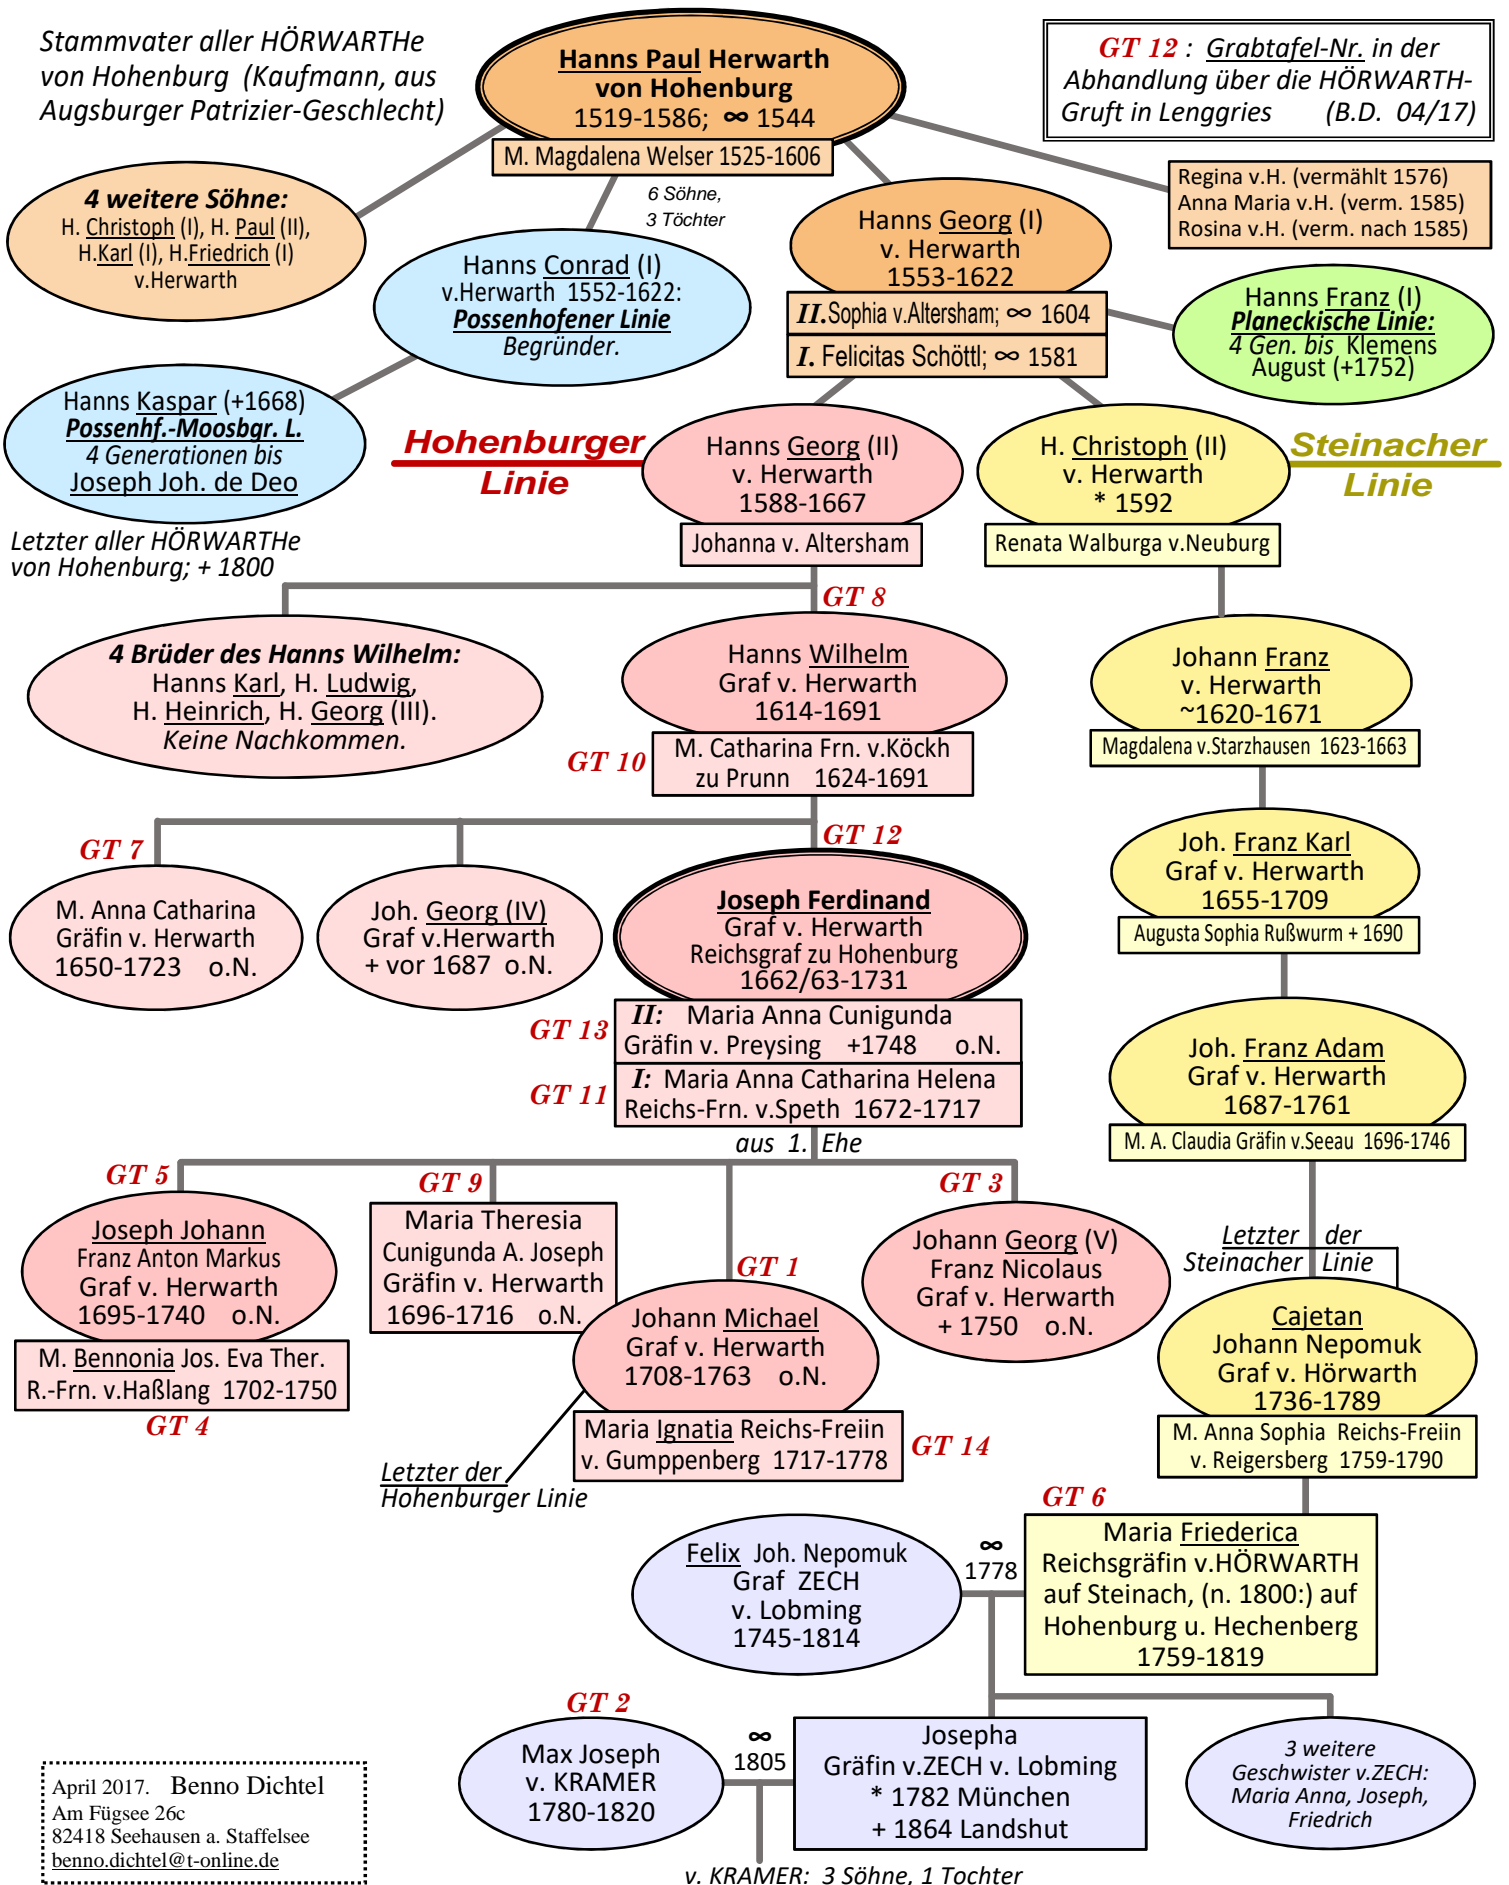 Stammvater aller HÖRWARTHe
von Hohenburg (Kaufmann, aus
Augsburger Patrizier-Geschlecht)
Hanns Paul Herwarth
von Hohenburg
1519-1586; ∞ 1544
M. Magdalena Welser 1525-1606
GT 12 : Grabtafel-Nr. in der
Abhandlung über die HÖRWARTH-
Gruft in Lenggries (B.D. 04/17)
4 weitere Söhne:
H. Christoph (I), H. Paul (II),
H.Karl (I), H.Friedrich (I)
v.Herwarth
6 Söhne,
3 Töchter
Regina v.H. (vermählt 1576)
Anna Maria v.H. (verm. 1585)
Rosina v.H. (verm. nach 1585)
Hanns Georg (I)
v. Herwarth
1553-1622
II.Sophia v.Altersham; ∞ 1604
I. Felicitas Schöttl; ∞ 1581
Hanns Conrad (I)
v.Herwarth 1552-1622:
Possenhofener Linie
Begründer.
Hanns Franz (I)
Planeckische Linie:
4 Gen. bis Klemens
August (+1752)
Hanns Kaspar (+1668)
Possenhf.-Moosbgr. L.
4 Generationen bis
Joseph Joh. de Deo
Letzter aller HÖRWARTHe
von Hohenburg; + 1800
Hohenburger
Linie
Hanns Georg (II)
v. Herwarth
1588-1667
Johanna v. Altersham
H. Christoph (II)
v. Herwarth
* 1592
Renata Walburga v.Neuburg
Steinacher
Linie
GT 8
4 Brüder des Hanns Wilhelm:
Hanns Karl, H. Ludwig,
H. Heinrich, H. Georg (III).
Keine Nachkommen.
Hanns Wilhelm
Graf v. Herwarth
1614-1691
GT 10
M. Catharina Frn. v.Köckh
zu Prunn 1624-1691
Johann Franz
v. Herwarth
~1620-1671
Magdalena v.Starzhausen 1623-1663
GT 7
GT 12
M. Anna Catharina
Gräfin v. Herwarth
1650-1723 o.N.
Joh. Georg (IV)
Graf v.Herwarth
+ vor 1687 o.N.
Joseph Ferdinand
Graf v. Herwarth
Reichsgraf zu Hohenburg
1662/63-1731
GT 13
II: Maria Anna Cunigunda
Gräfin v. Preysing +1748 o.N.
GT 11
I: Maria Anna Catharina Helena
Reichs-Frn. v.Speth 1672-1717
aus 1. Ehe
Joh. Franz Karl
Graf v. Herwarth
1655-1709
Augusta Sophia Rußwurm + 1690
Joh. Franz Adam
Graf v. Herwarth
1687-1761
M. A. Claudia Gräfin v.Seeau 1696-1746
GT 5
Joseph Johann
Franz Anton Markus
Graf v. Herwarth
1695-1740 o.N.
M. Bennonia Jos. Eva Ther.
R.-Frn. v.Haßlang 1702-1750
GT 4
GT 9
Maria Theresia
Cunigunda A. Joseph
Gräfin v. Herwarth
1696-1716 o.N.
GT 1
Johann Michael
Graf v. Herwarth
1708-1763 o.N.
Maria Ignatia Reichs-Freiin
v. Gumppenberg 1717-1778
GT 14
Letzter der
Hohenburger Linie
GT 3
Johann Georg (V)
Franz Nicolaus
Graf v. Herwarth
+ 1750 o.N.
Letzter der
Steinacher Linie
Cajetan
Johann Nepomuk
Graf v. Hörwarth
1736-1789
M. Anna Sophia Reichs-Freiin
v. Reigersberg 1759-1790
GT 6
Felix Joh. Nepomuk
Graf ZECH
v. Lobming
1745-1814
∞
1778
Maria Friederica
Reichsgräfin v.HÖRWARTH
auf Steinach, (n. 1800:) auf
Hohenburg u. Hechenberg
1759-1819
GT 2
Max Joseph
v. KRAMER
1780-1820
∞
1805
Josepha
Gräfin v.ZECH v. Lobming
* 1782 München
+ 1864 Landshut
3 weitere
Geschwister v.ZECH:
Maria Anna, Joseph,
Friedrich
v. KRAMER: 3 Söhne, 1 Tochter
April 2017. Benno Dichtel
Am Fügsee 26c
82418 Seehausen a. Staffelsee
benno.dichtel@t-online.de